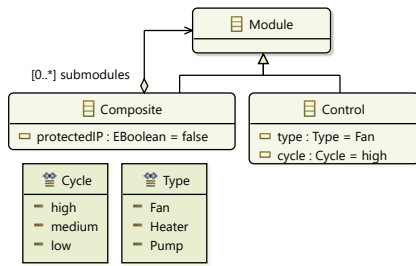 Module
[0..*] submodules
Composite
protectedIP : EBoolean = false
Control
type : Type = Fan
cycle : Cycle = high
Cycle
high
medium
low
Type
Fan
Heater
Pump